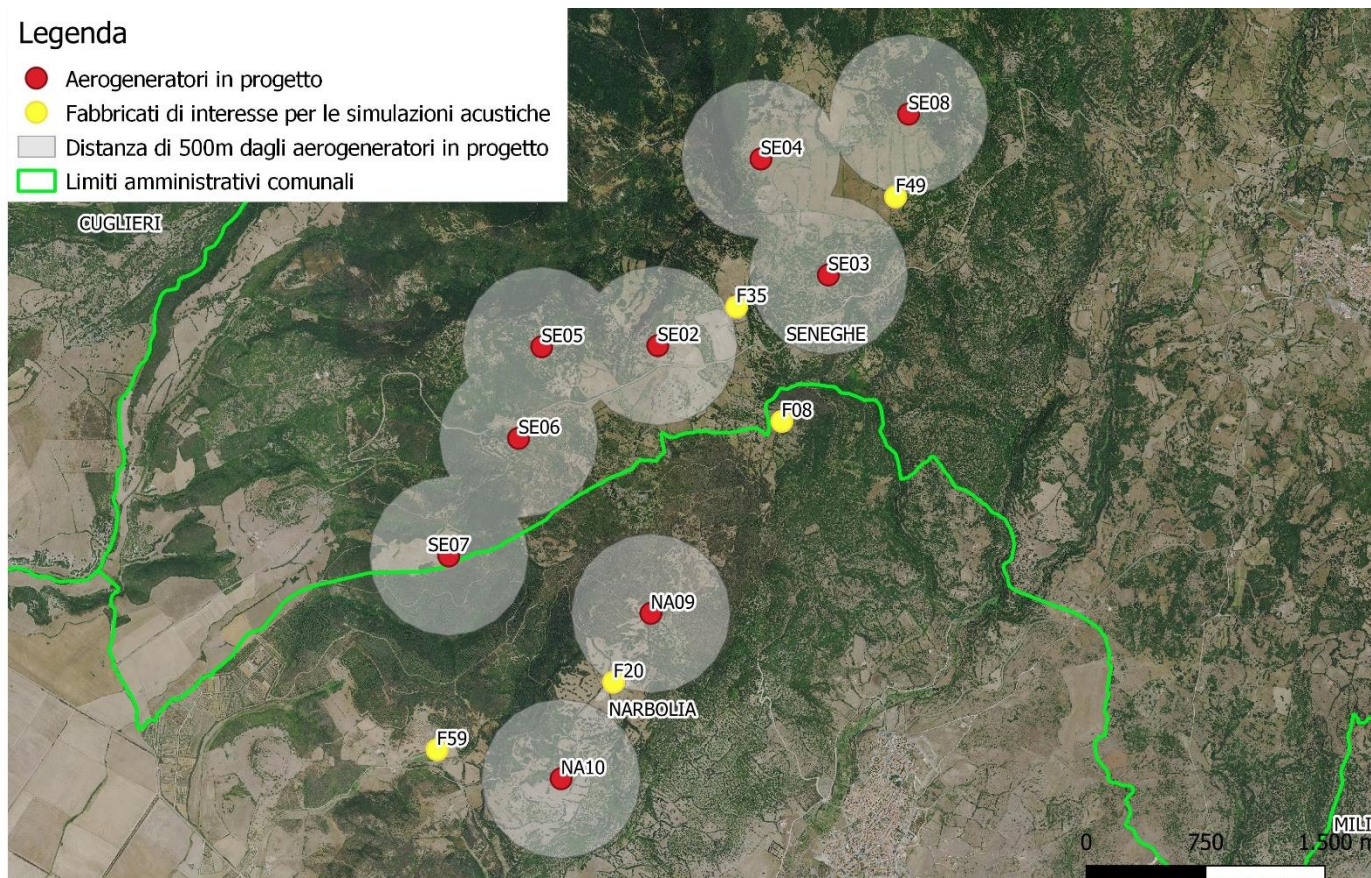 Legenda
Aerogeneratori in progetto
Fabbricati di interesse per le simulazioni acustiche
Distanza di 500m dagli aerogeneratori in progetto
Limiti amministrativi comunali
SE08
SE04
F49
CUGLIERI
SE03
F35
SENEGHE
SE05
SE02
F08
SE06
SE07
NA09
F20
NARBOLIA
F59
NA10
MILI
0 750 1.500 m